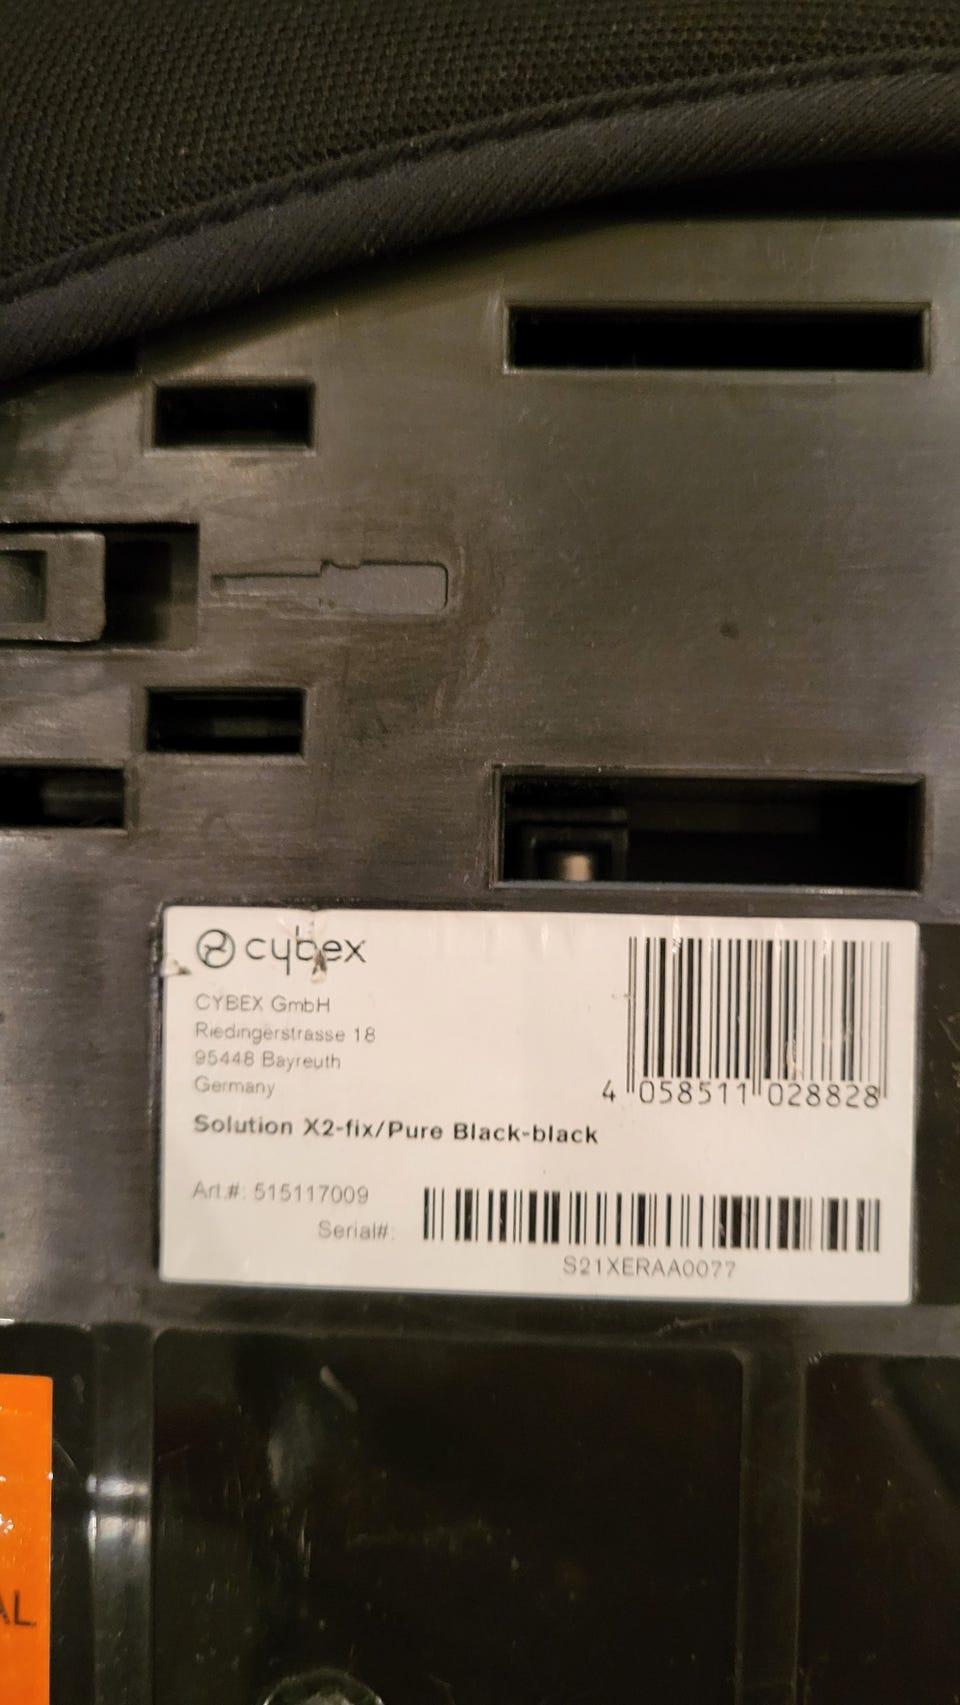 cybex
CYBEX GmbH
Riedingerstrasse 18
95448 Bayreuth
Germany
4 058511 028828
Solution X2-fix/Pure Black-black
Art.#: 515117009
Serial#:
S21XERAA0077
AL